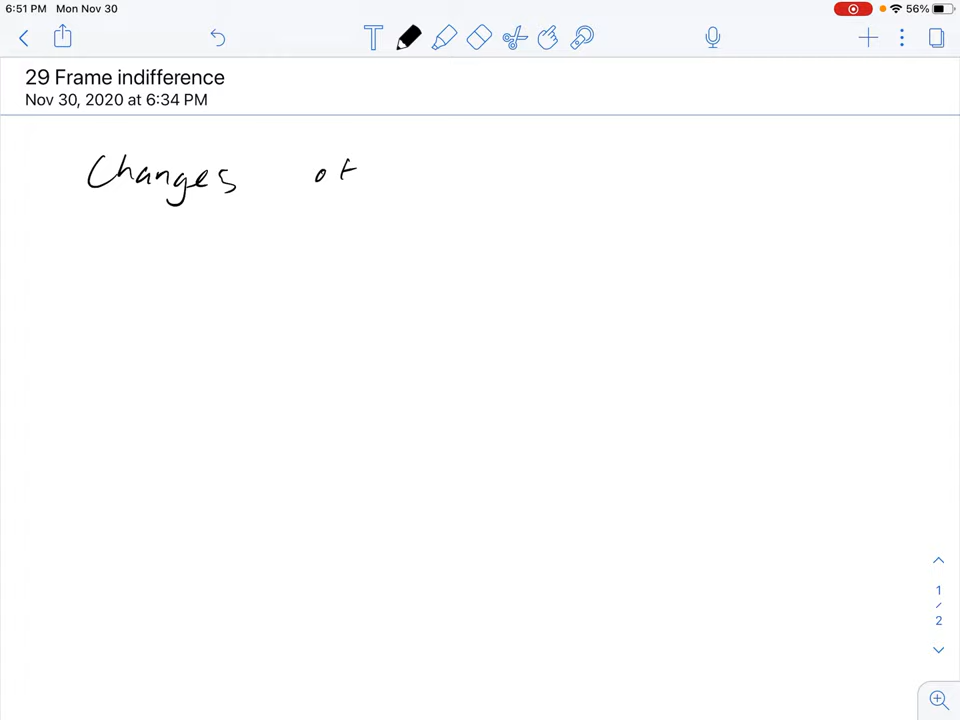 6:51 PM Mon Nov 30
56%
T
29 Frame indifference
Nov 30, 2020 at 6:34 PM
Changes of
1
2